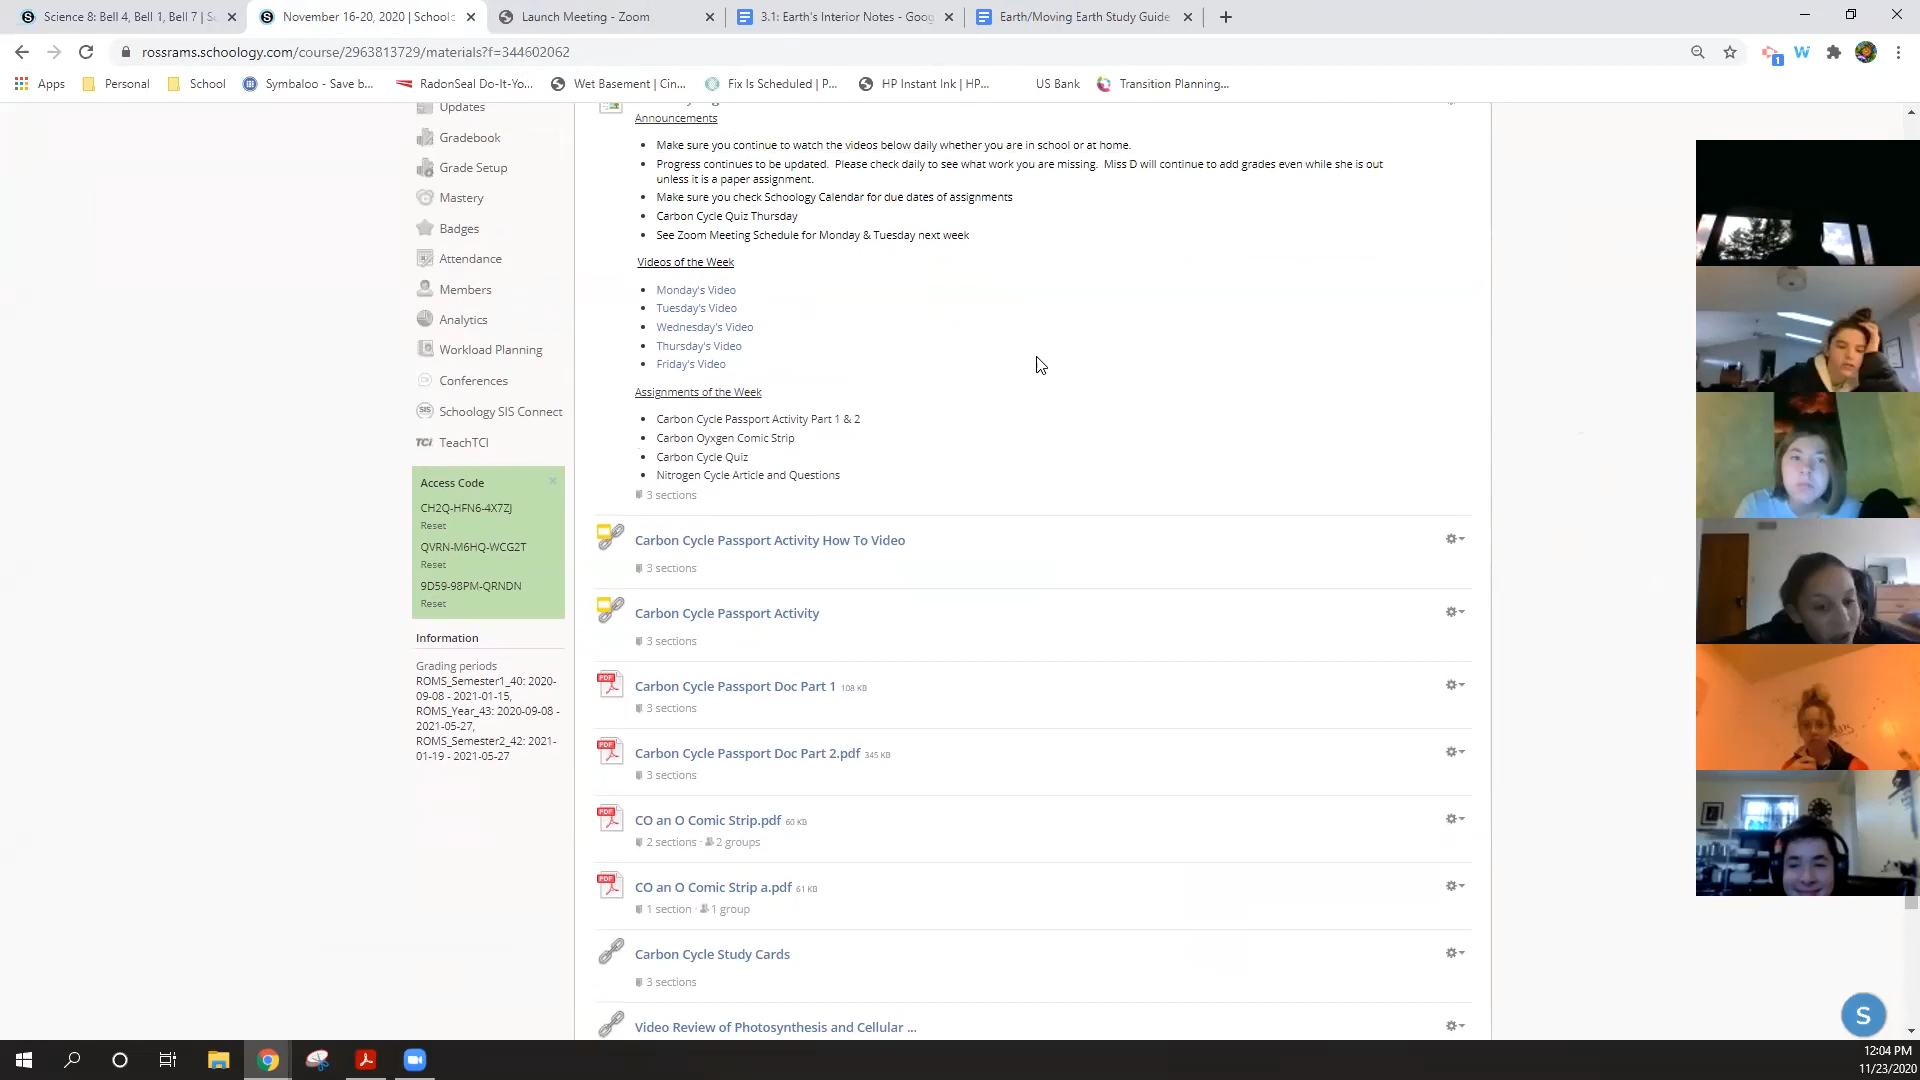 Science 8: Bell 4, Bell 1, Bell 7 | S
November 16-20, 2020 | Schoolo
Launch Meeting - Zoom
3.1: Earth's Interior Notes - Goog
Earth/Moving Earth Study Guide
rossrams.schoology.com/course/2963813729/materials?f=344602062
1
Apps
Personal
School
Symbaloo - Save b...
RadonSeal Do-It-Yo...
Wet Basement | Cin...
Fix Is Scheduled | P...
HP Instant Ink | HP...
US Bank
Transition Planning...
Updates
Gradebook
Grade Setup
Mastery
Badges
Attendance
Members
Analytics
Workload Planning
Conferences
SIS Schoology SIS Connect
TCi TeachTCI
Access Code
CH2Q-HFN6-4X7ZJ
Reset
QVRN-M6HQ-WCG2T
Reset
9D59-98PM-QRNDN
Reset
Information
Grading periods
ROMS_Semester1_40: 2020-
09-08 - 2021-01-15,
ROMS_Year_43: 2020-09-08 -
2021-05-27,
ROMS_Semester2_42: 2021-
01-19 - 2021-05-27
Announcements
Make sure you continue to watch the videos below daily whether you are in school or at home.
Progress continues to be updated. Please check daily to see what work you are missing. Miss D will continue to add grades even while she is out
unless it is a paper assignment.
Make sure you check Schoology Calendar for due dates of assignments
Carbon Cycle Quiz Thursday
See Zoom Meeting Schedule for Monday & Tuesday next week
Videos of the Week
Monday's Video
Tuesday's Video
Wednesday's Video
Thursday's Video
Friday's Video
Assignments of the Week
Carbon Cycle Passport Activity Part 1 & 2
Carbon Oyxgen Comic Strip
Carbon Cycle Quiz
Nitrogen Cycle Article and Questions
3 sections
Carbon Cycle Passport Activity How To Video
3 sections
Carbon Cycle Passport Activity
3 sections
PDF Carbon Cycle Passport Doc Part 1 108 KB
3 sections
PDF Carbon Cycle Passport Doc Part 2.pdf 345 KB
3 sections
PDF CO an O Comic Strip.pdf 60 KB
2 sections · 2 groups
PDF CO an O Comic Strip a.pdf 61 KB
1 section · 1 group
Carbon Cycle Study Cards
3 sections
Video Review of Photosynthesis and Cellular ...
S
12:04 PM
11/23/2020